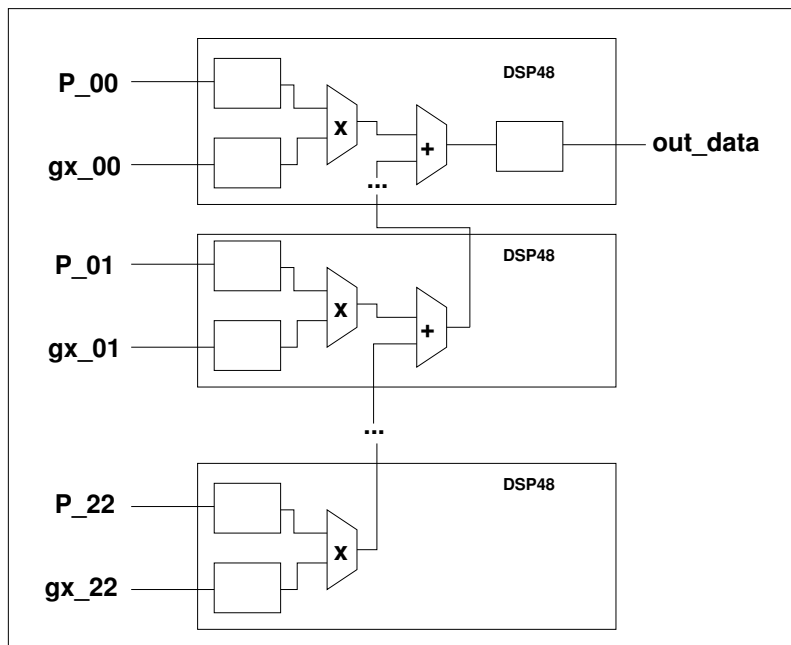 DSP48
P_00
x
+
out_data
gx_00
...
DSP48
P_01
x
+
gx_01
...
DSP48
P_22
x
gx_22